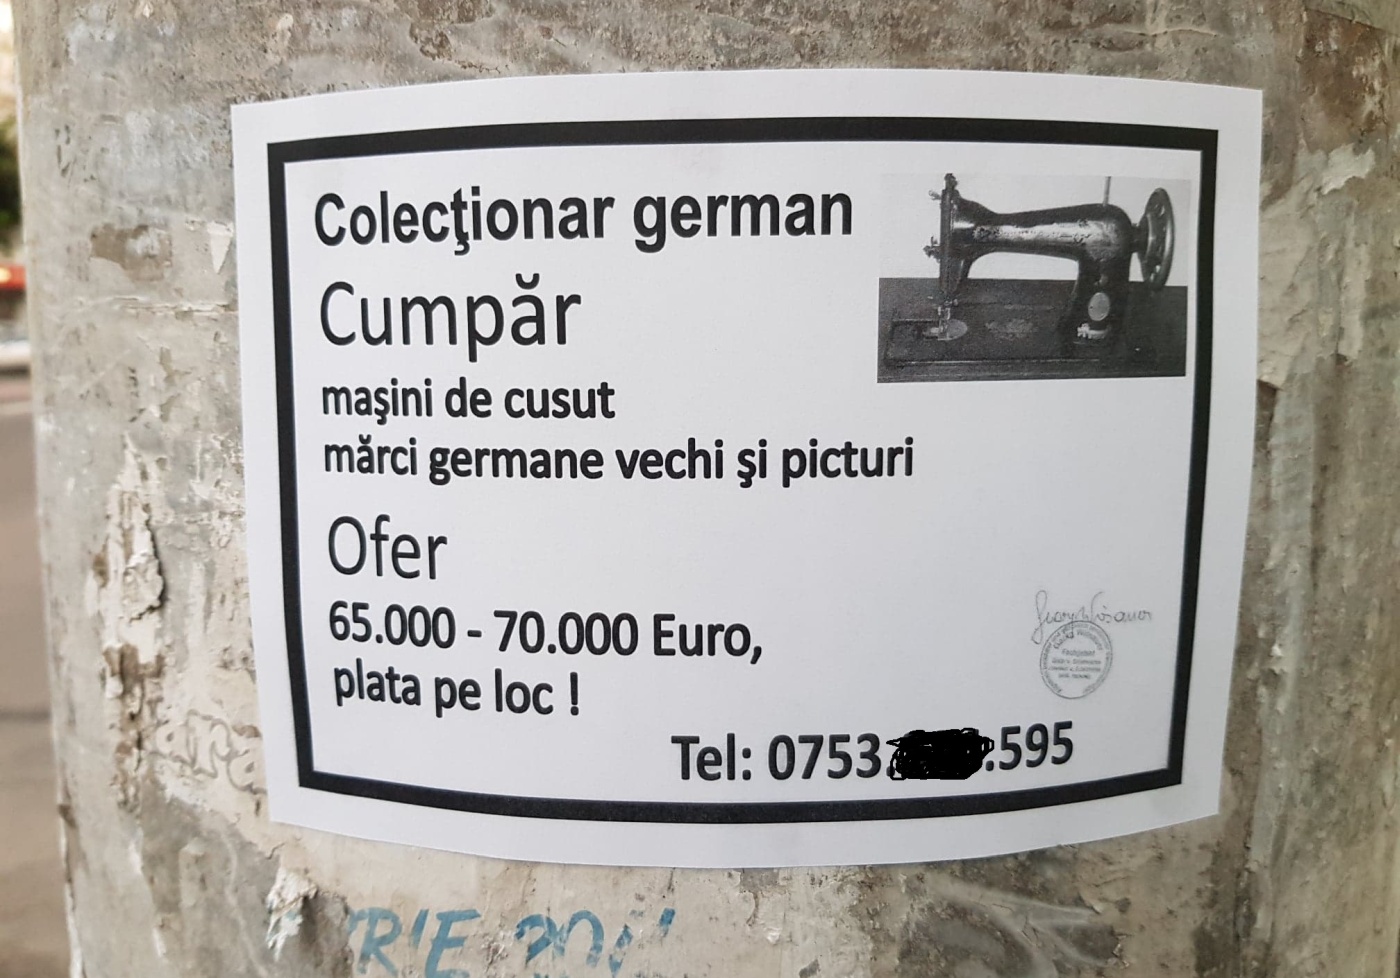 Colecţionar german
Cumpăr
maşini de cusut
mărci germane vechi şi picturi
Ofer
65.000 - 70.000 Euro,
plata pe loc !
Tel: 0753. .595